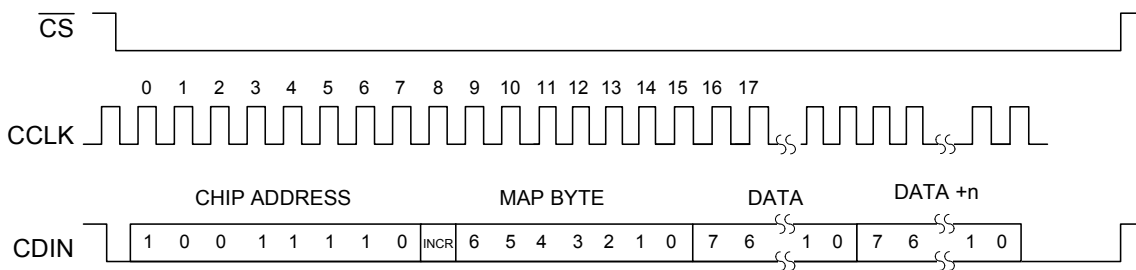 CS
0 1 2 3 4 5 6 7 8 9 10 11 12 13 14 15 16 17
CCLK
CHIP ADDRESS MAP BYTE DATA DATA +n
CDIN 1 0 0 1 1 1 1 0 INCR 6 5 4 3 2 1 0 7 6 1 0 7 6 1 0